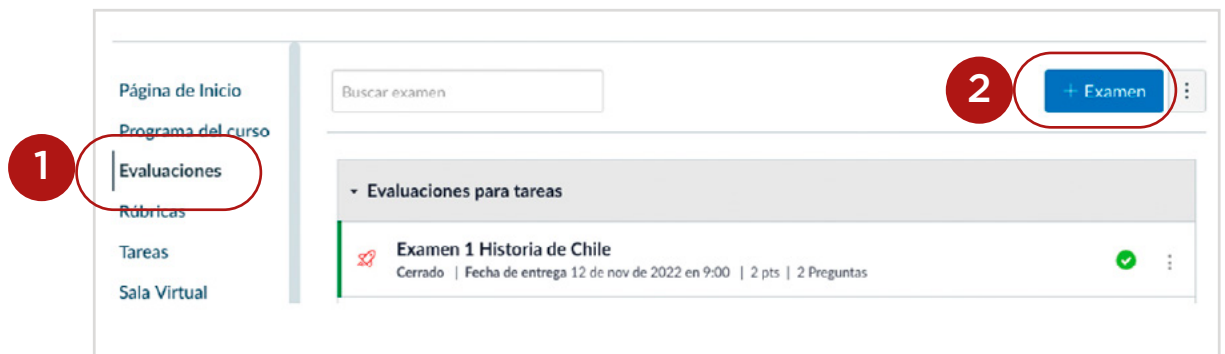 Página de Inicio
Programa del curso
1
Evaluaciones
Rúbricas
Tareas
Sala Virtual
Buscar examen
2
+ Examen
Evaluaciones para tareas
Examen 1 Historia de Chile
Cerrado | Fecha de entrega 12 de nov de 2022 en 9:00 | 2 pts | 2 Preguntas